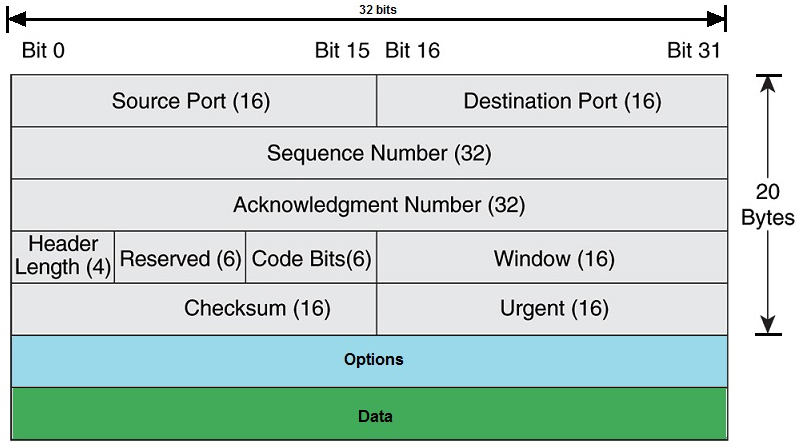 32 bits
Bit 0
Bit 15
Bit 16
Bit 31
Source Port (16)
Destination Port (16)
Sequence Number (32)
Acknowledgment Number (32)
Header
Length (4)
Reserved (6)
Code Bits(6)
Window (16)
Checksum (16)
Urgent (16)
20
Bytes
Options
Data